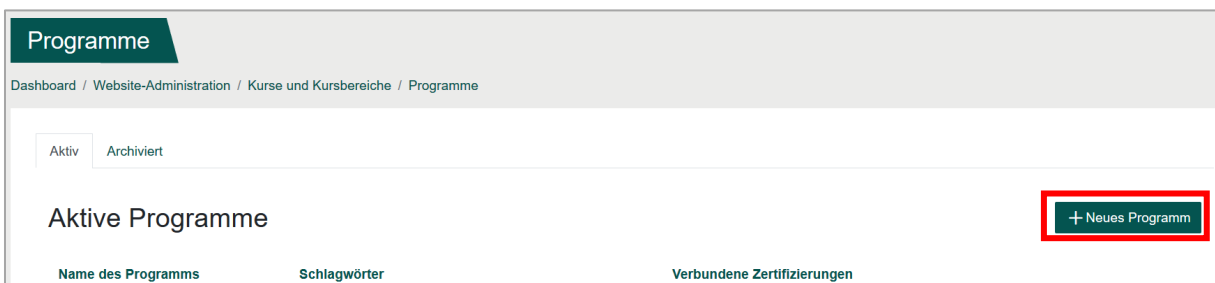 Programme
Dashboard / Website-Administration / Kurse und Kursbereiche / Programme
Aktiv Archiviert
Aktive Programme
+ Neues Programm
Name des Programms Schlagwörter Verbundene Zertifizierungen